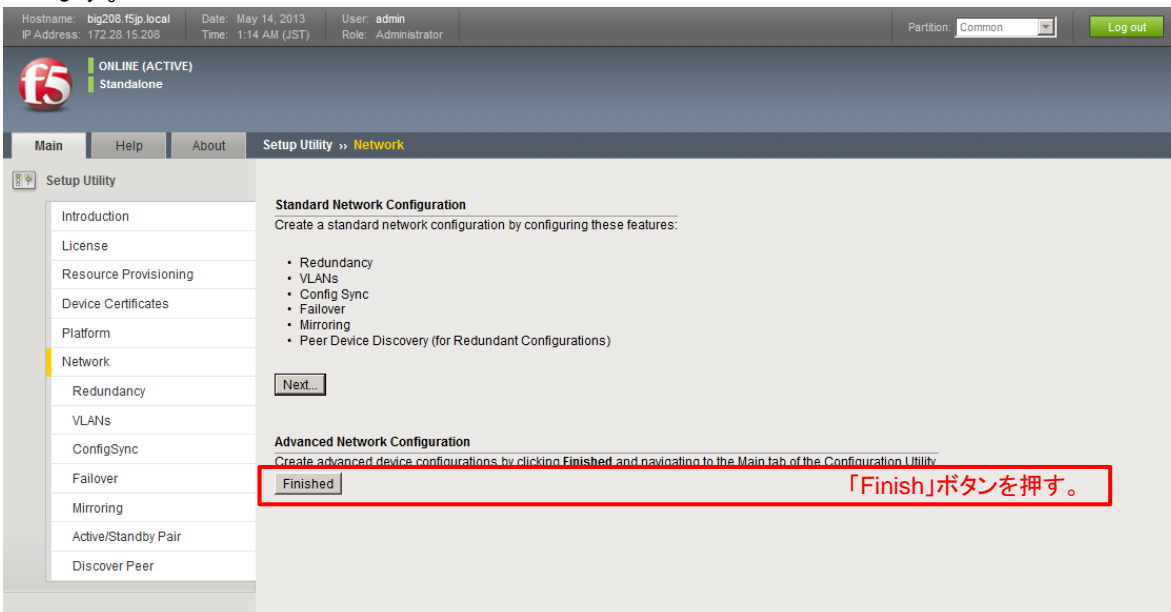 Hostname: big208.f5jp.local Date: May 14, 2013 User: admin
IP Address: 172.28.15.208 Time: 1:14 AM (JST) Role: Administrator
Partition: Common Log out
f5
ONLINE (ACTIVE)
Standalone
Main Help About Setup Utility ›› Network
Setup Utility
Introduction
License
Resource Provisioning
Device Certificates
Platform
Network
Redundancy
VLANs
ConfigSync
Failover
Mirroring
Active/Standby Pair
Discover Peer
Standard Network Configuration
Create a standard network configuration by configuring these features:
• Redundancy
• VLANs
• Config Sync
• Failover
• Mirroring
• Peer Device Discovery (for Redundant Configurations)
Next...
Advanced Network Configuration
Create advanced device configurations by clicking Finished and navigating to the Main tab of the Configuration Utility
Finished
「Finish」ボタンを押す。